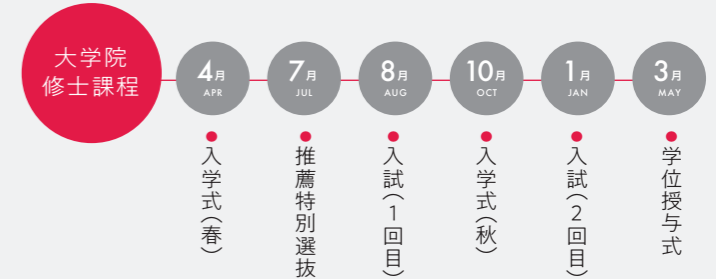 大学院
修士課程
4月
APR
入学式(春)
7月
JUL
推薦特別選抜
8月
AUG
入試(1回目)
10月
OCT
入学式(秋)
1月
JAN
入試(2回目)
3月
MAY
学位授与式